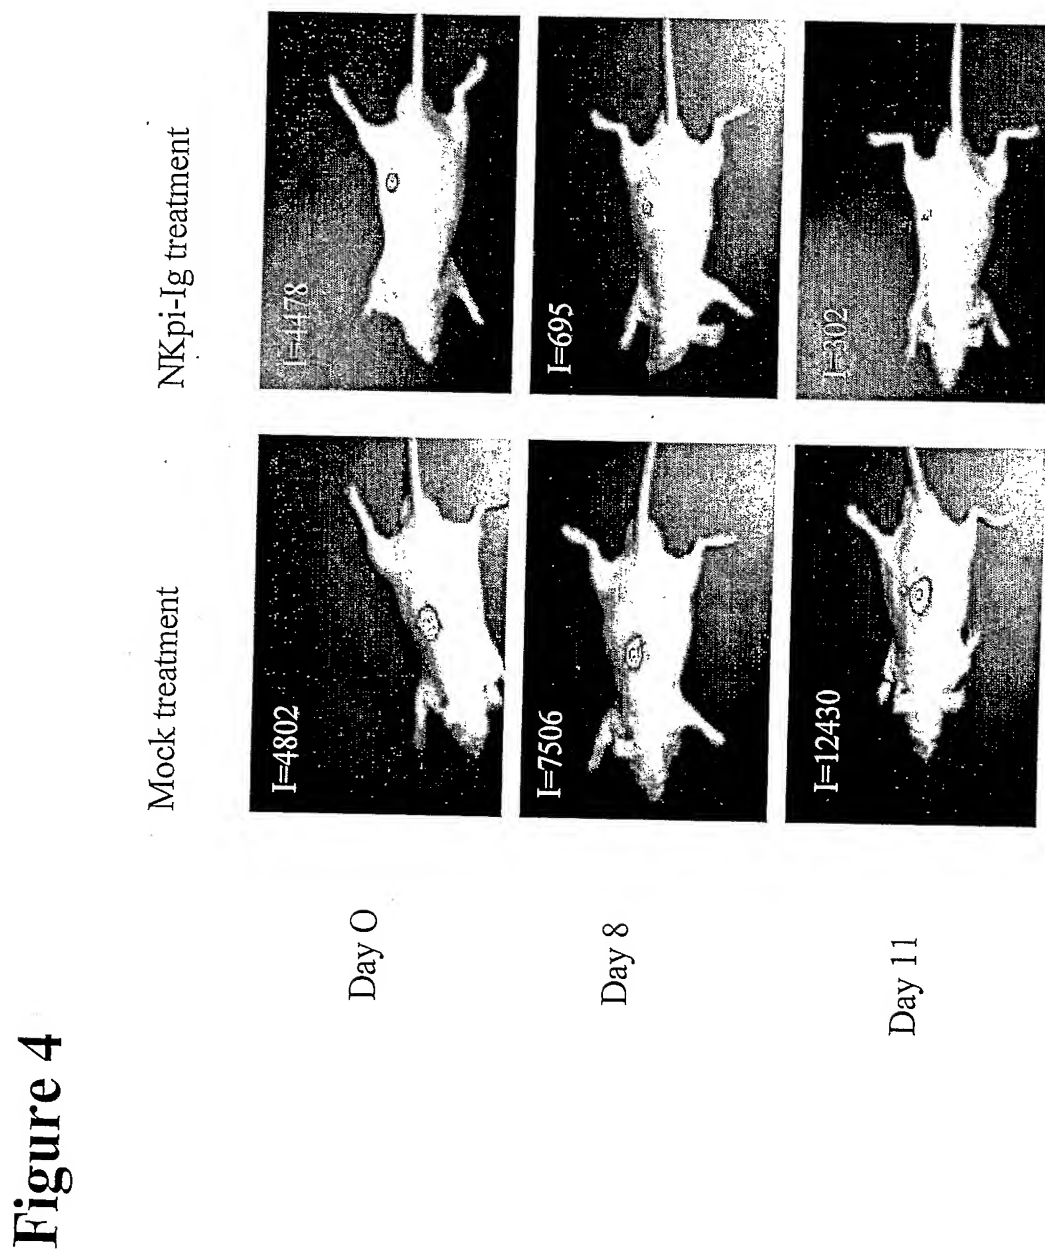 Figure 4
Mock treatment
NKpi-Ig treatment
Day O
I=4802
I=4478
Day 8
I=7506
I=695
Day 11
I=12430
I=302